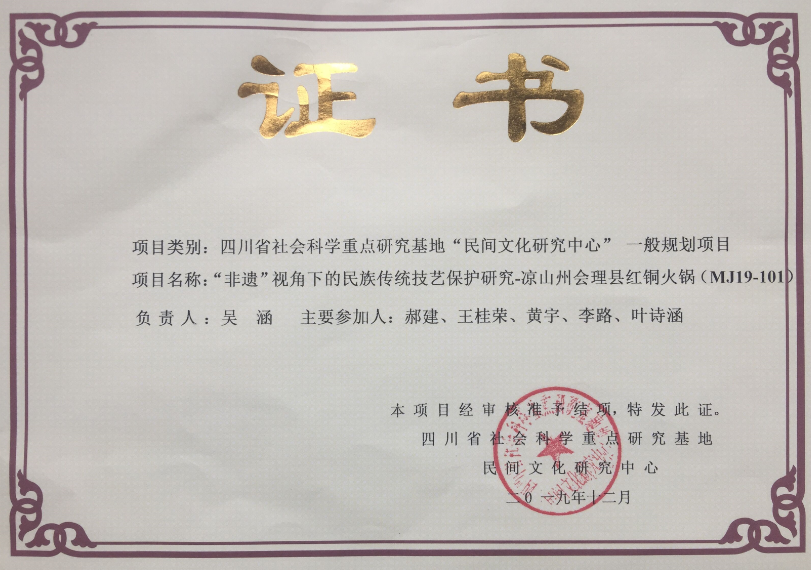 证书
项目类别：四川省社会科学重点研究基地“民间文化研究中心” 一般规划项目
项目名称：“非遗”视角下的民族传统技艺保护研究-凉山州会理县红铜火锅（MJ19-101）
负责人：吴 涵 主要参加人：郝建、王桂荣、黄宇、李路、叶诗涵
本项目经审核准予结项，特发此证。
四川省社会科学重点研究基地
民间文化研究中心
二0一九年十二月